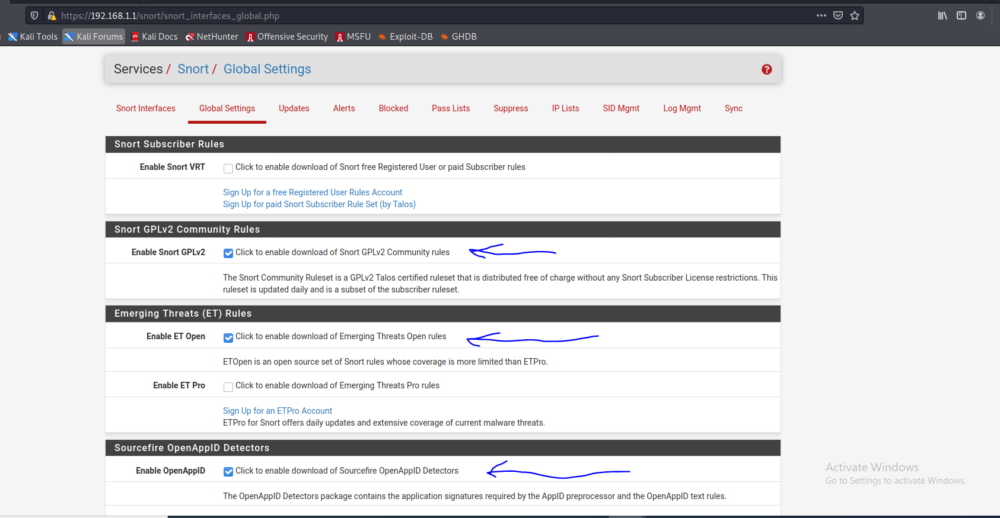 https://192.168.1.1/snort/snort_interfaces_global.php
Kali Tools Kali Forums Kali Docs NetHunter Offensive Security MSFU Exploit-DB GHDB
Services / Snort / Global Settings
Snort Interfaces Global Settings Updates Alerts Blocked Pass Lists Suppress IP Lists SID Mgmt Log Mgmt Sync
Snort Subscriber Rules
Enable Snort VRT Click to enable download of Snort free Registered User or paid Subscriber rules
Sign Up for a free Registered User Rules Account
Sign Up for paid Snort Subscriber Rule Set (by Talos)
Snort GPLv2 Community Rules
Enable Snort GPLv2 Click to enable download of Snort GPLv2 Community rules
The Snort Community Ruleset is a GPLv2 Talos certified ruleset that is distributed free of charge without any Snort Subscriber License restrictions. This
ruleset is updated daily and is a subset of the subscriber ruleset.
Emerging Threats (ET) Rules
Enable ET Open Click to enable download of Emerging Threats Open rules
ETOpen is an open source set of Snort rules whose coverage is more limited than ETPro.
Enable ET Pro Click to enable download of Emerging Threats Pro rules
Sign Up for an ETPro Account
ETPro for Snort offers daily updates and extensive coverage of current malware threats.
Sourcefire OpenAppID Detectors
Enable OpenAppID Click to enable download of Sourcefire OpenAppID Detectors
The OpenAppID Detectors package contains the application signatures required by the AppID preprocessor and the OpenAppID text rules.
Activate Windows
Go to Settings to activate Windows.